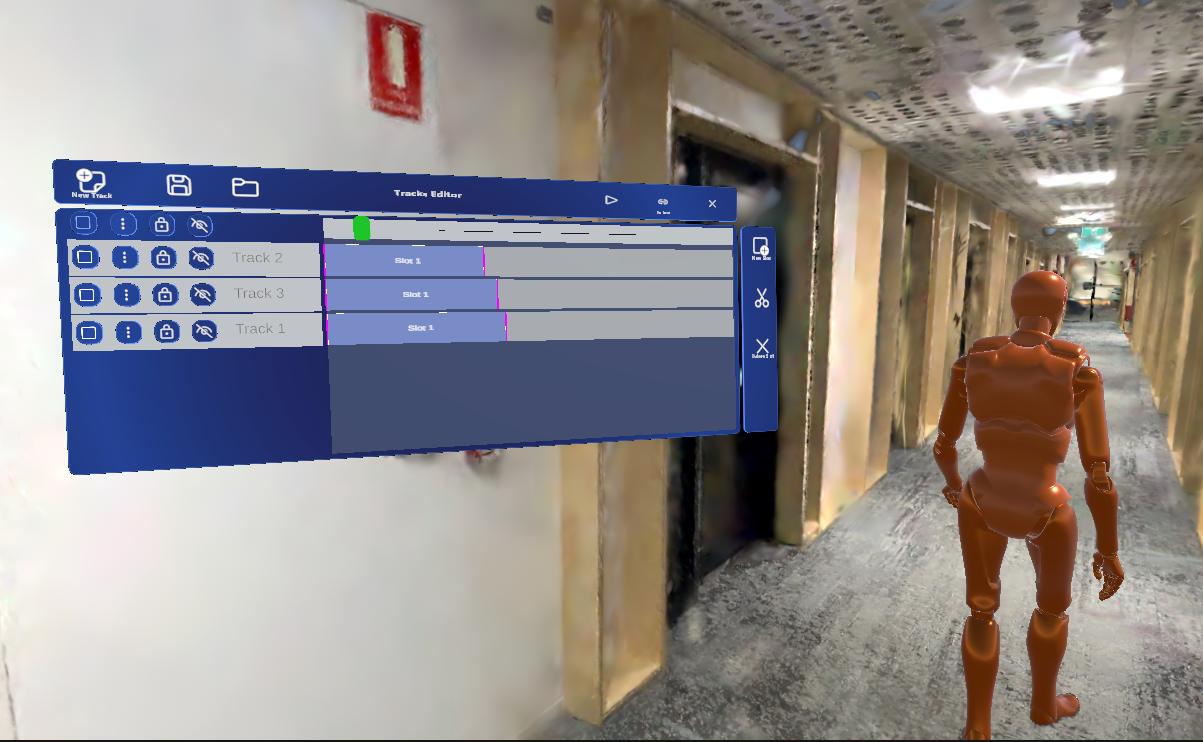 New Track
Tracks Editor
Track 2
Slot 1
Track 3
Slot 1
Track 1
Slot 1